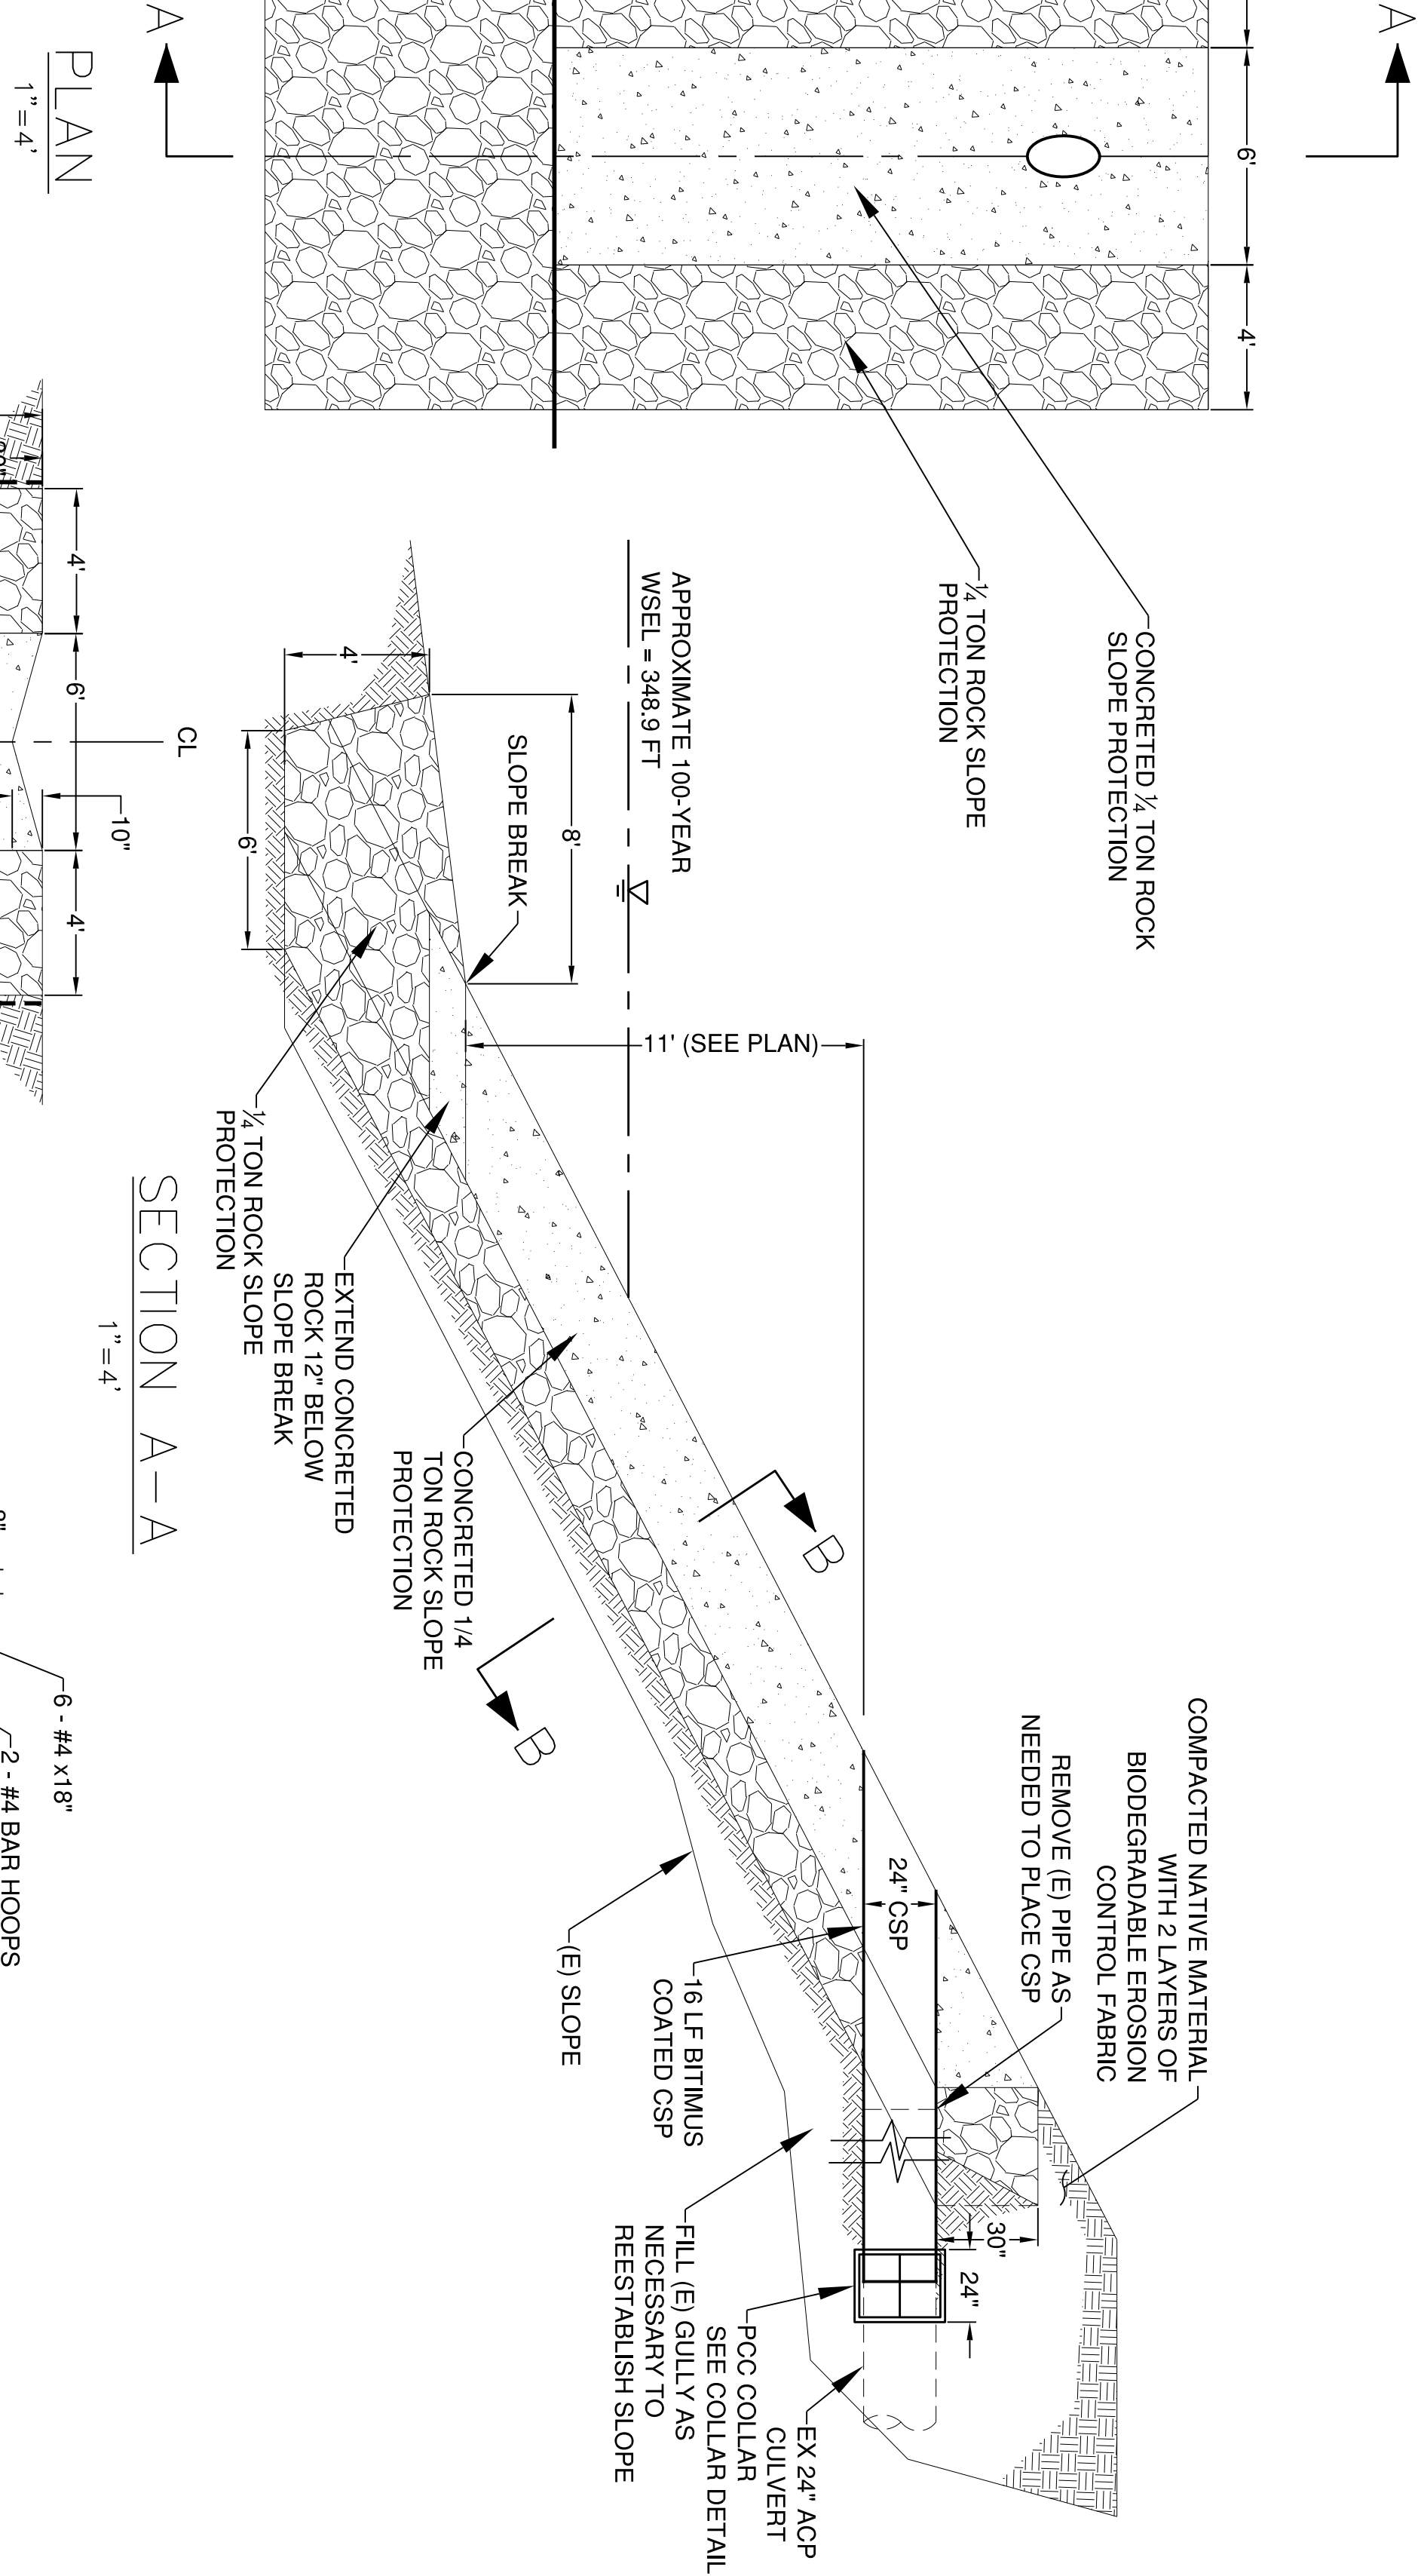 A
A
6'
4'
PLAN
1"=4'
CONCRETED ¼ TON ROCK
SLOPE PROTECTION
¼ TON ROCK SLOPE
PROTECTION
APPROXIMATE 100-YEAR
WSEL = 348.9 FT
8'
SLOPE BREAK
4'
6'
11' (SEE PLAN)
COMPACTED NATIVE MATERIAL
WITH 2 LAYERS OF
BIODEGRADABLE EROSION
CONTROL FABRIC
REMOVE (E) PIPE AS
NEEDED TO PLACE CSP
24" CSP
30"
24"
B
B
EX 24" ACP
CULVERT
PCC COLLAR
SEE COLLAR DETAIL
FILL (E) GULLY AS
NECESSARY TO
REESTABLISH SLOPE
16 LF BITIMUS
COATED CSP
(E) SLOPE
CONCRETED 1/4
TON ROCK SLOPE
PROTECTION
EXTEND CONCRETED
ROCK 12" BELOW
SLOPE BREAK
¼ TON ROCK SLOPE
PROTECTION
SECTION A-A
1"=4'
CL
10"
4'
6'
4'
6 - #4 x18"
2 - #4 BAR HOOPS